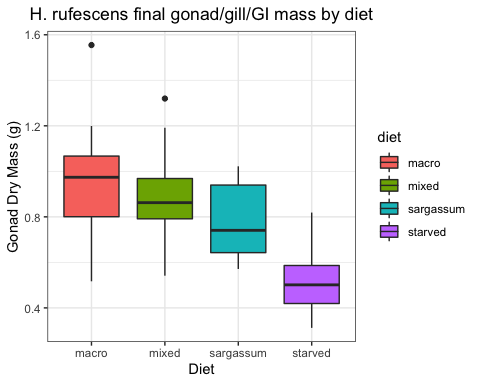 H. rufescens final gonad/gill/GI mass by diet
Gonad Dry Mass (g)
1.6
1.2
0.8
0.4
macro mixed sargassum starved
Diet
diet
macro
mixed
sargassum
starved